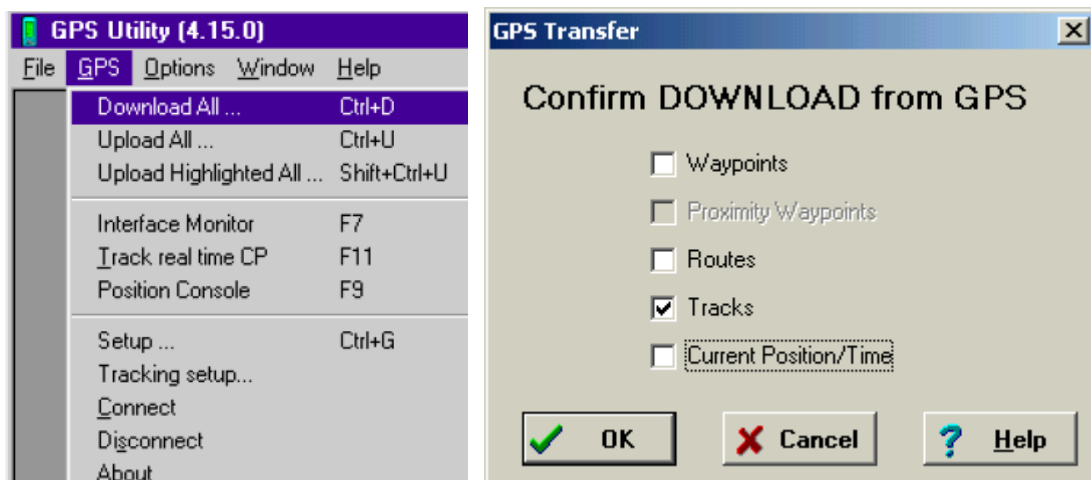 GPS Utility (4.15.0)
File GPS Options Window Help
Download All ... Ctrl+D
Upload All ... Ctrl+U
Upload Highlighted All ... Shift+Ctrl+U
Interface Monitor F7
Track real time CP F11
Position Console F9
Setup ... Ctrl+G
Tracking setup...
Connect
Disconnect
About
GPS Transfer
Confirm DOWNLOAD from GPS
Waypoints
Proximity Waypoints
Routes
Tracks
Current Position/Time
OK Cancel Help